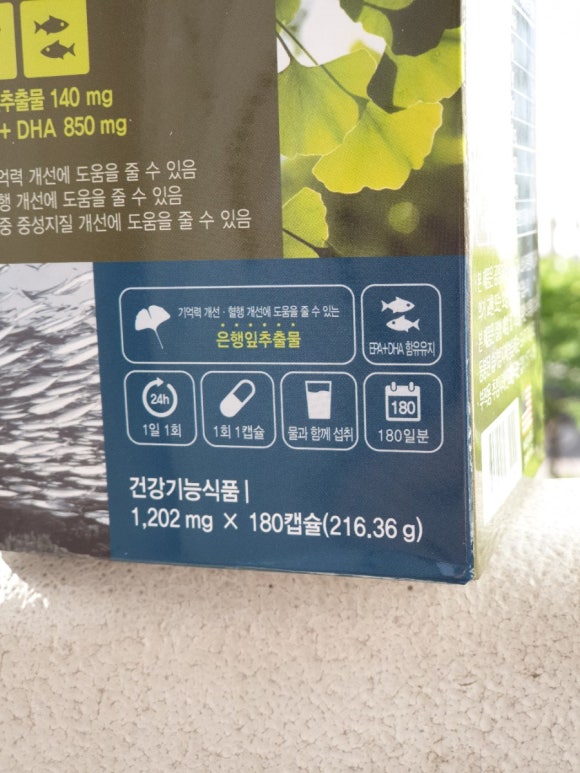 추출물 140 mg
+ DHA 850 mg
억력 개선에 도움을 줄 수 있음
행 개선에 도움을 줄 수 있음
중 중성지질 개선에 도움을 줄 수 있음
기억력 개선 · 혈행 개선에 도움을 줄 수 있는
은행잎추출물
EPA+DHA 함유유지
24h
1일 1회
1회 1캡슐
물과 함께 섭취
180
180일분
건강기능식품 |
1,202 mg × 180캡슐(216.36 g)